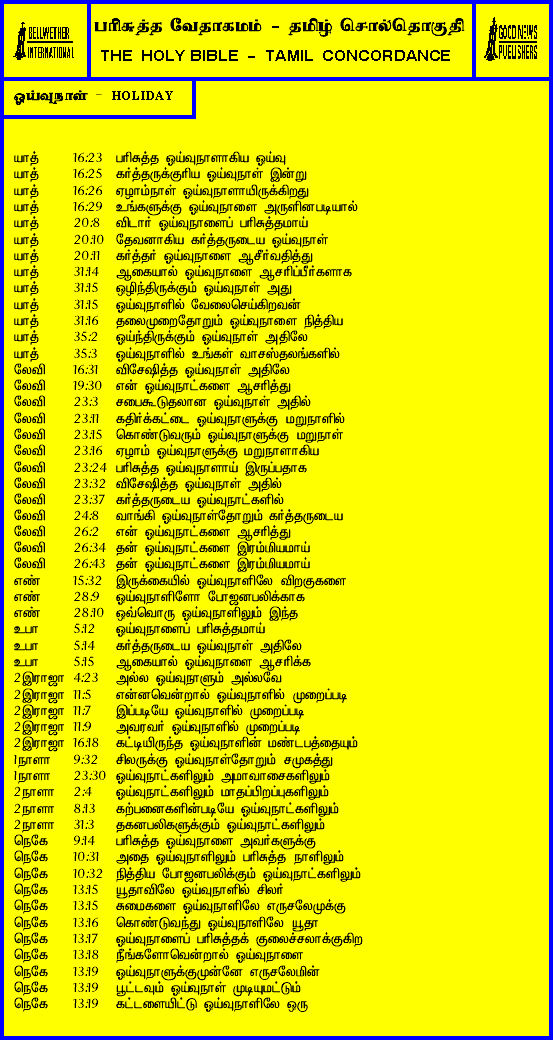 BELLWETHER
INTERNATIONAL
பரிசுத்த வேதாகமம் - தமிழ் சொல்தொகுதி
THE HOLY BIBLE - TAMIL CONCORDANCE
GOOD NEWS
PUBLISHERS
ஓய்வுநாள் - HOLIDAY
யாத் 16:23 பரிசுத்த ஓய்வுநாளாகிய ஓய்வு
யாத் 16:25 கர்த்தருக்குரிய ஓய்வுநாள் இன்று
யாத் 16:26 ஏழாம்நாள் ஓய்வுநாளாயிருக்கிறது
யாத் 16:29 உங்களுக்கு ஓய்வுநாளை அருளினபடியால்
யாத் 20:8 விடார் ஓய்வுநாளைப் பரிசுத்தமாய்
யாத் 20:10 தேவனாகிய கர்த்தருடைய ஓய்வுநாள்
யாத் 20:11 கர்த்தர் ஓய்வுநாளை ஆசீர்வதித்து
யாத் 31:14 ஆகையால் ஓய்வுநாளை ஆசரிப்பீர்களாக
யாத் 31:15 ஒழிந்திருக்கும் ஓய்வுநாள் அது
யாத் 31:15 ஓய்வுநாளில் வேலைசெய்கிறவன்
யாத் 31:16 தலைமுறைதோறும் ஓய்வுநாளை நித்திய
யாத் 35:2 ஓய்ந்திருக்கும் ஓய்வுநாள் அதிலே
யாத் 35:3 ஓய்வுநாளில் உங்கள் வாசஸ்தலங்களில்
லேவி 16:31 விசேஷித்த ஓய்வுநாள் அதிலே
லேவி 19:30 என் ஓய்வுநாட்களை ஆசரித்து
லேவி 23:3 சபைகூடுதலான ஓய்வுநாள் அதில்
லேவி 23:11 கதிர்க்கட்டை ஓய்வுநாளுக்கு மறுநாளில்
லேவி 23:15 கொண்டுவரும் ஓய்வுநாளுக்கு மறுநாள்
லேவி 23:16 ஏழாம் ஓய்வுநாளுக்கு மறுநாளாகிய
லேவி 23:24 பரிசுத்த ஓய்வுநாளாய் இருப்பதாக
லேவி 23:32 விசேஷித்த ஓய்வுநாள் அதில்
லேவி 23:37 கர்த்தருடைய ஓய்வுநாட்களில்
லேவி 24:8 வாங்கி ஓய்வுநாள்தோறும் கர்த்தருடைய
லேவி 26:2 என் ஓய்வுநாட்களை ஆசரித்து
லேவி 26:34 தன் ஓய்வுநாட்களை இரம்மியமாய்
லேவி 26:43 தன் ஓய்வுநாட்களை இரம்மியமாய்
எண் 15:32 இருக்கையில் ஓய்வுநாளிலே விறகுகளை
எண் 28:9 ஓய்வுநாளிளோ போஜனபலிக்காக
எண் 28:10 ஒவ்வொரு ஓய்வுநாளிலும் இந்த
உபா 5:12 ஓய்வுநாளைப் பரிசுத்தமாய்
உபா 5:14 கர்த்தருடைய ஓய்வுநாள் அதிலே
உபா 5:15 ஆகையால் ஓய்வுநாளை ஆசரிக்க
2இராஜா 4:23 அல்ல ஓய்வுநாளும் அல்லவே
2இராஜா 11:5 என்னவென்றால் ஓய்வுநாளில் முறைப்படி
2இராஜா 11:7 இப்படியே ஓய்வுநாளில் முறைப்படி
2இராஜா 11:9 அவரவர் ஓய்வுநாளில் முறைப்படி
2இராஜா 16:18 கட்டியிருந்த ஓய்வுநாளின் மண்டபத்தையும்
1நாளா 9:32 சிலருக்கு ஓய்வுநாள்தோறும் சமுகத்து
1நாளா 23:30 ஓய்வுநாட்களிலும் அமாவாசைகளிலும்
2நாளா 2:4 ஓய்வுநாட்களிலும் மாதப்பிறப்புகளிலும்
2நாளா 8:13 கற்பனைகளின்படியே ஓய்வுநாட்களிலும்
2நாளா 31:3 தகனபலிகளுக்கும் ஓய்வுநாட்களிலும்
நெகே 9:14 பரிசுத்த ஓய்வுநாளை அவர்களுக்கு
நெகே 10:31 அதை ஓய்வுநாளிலும் பரிசுத்த நாளிலும்
நெகே 10:32 நித்திய போஜனபலிக்கும் ஓய்வுநாட்களிலும்
நெகே 13:15 யூதாவிலே ஓய்வுநாளில் சிலர்
நெகே 13:15 சுமைகளை ஓய்வுநாளிலே எருசலேமுக்கு
நெகே 13:16 கொண்டுவந்து ஓய்வுநாளிலே யூதா
நெகே 13:17 ஓய்வுநாளைப் பரிசுத்தக் குலைச்சலாக்குகிற
நெகே 13:18 நீங்களோவென்றால் ஓய்வுநாளை
நெகே 13:19 ஓய்வுநாளுக்குமுன்னே எருசலேமின்
நெகே 13:19 பூட்டவும் ஓய்வுநாள் முடியுமட்டும்
நெகே 13:19 கட்டளையிட்டு ஓய்வுநாளிலே ஒரு